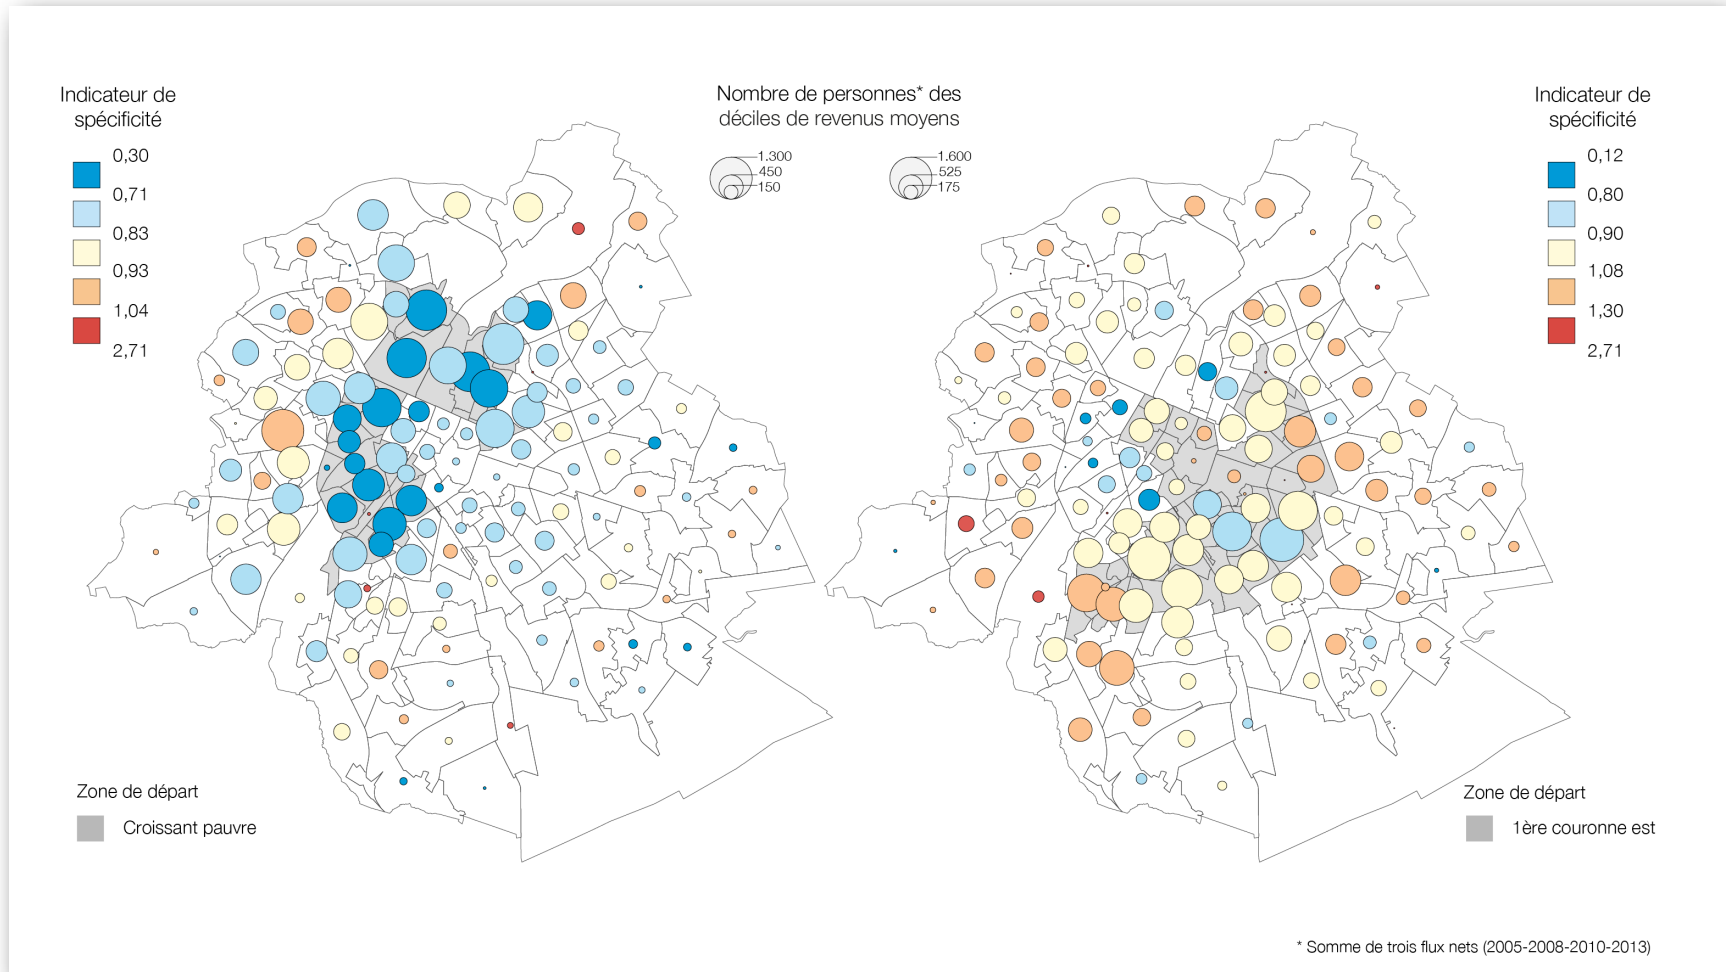 Indicateur de
spécificité
0,30
0,71
0,83
0,93
1,04
2,71
Nombre de personnes* des
déciles de revenus moyens
1.300
450
150
1.600
525
175
Indicateur de
spécificité
0,12
0,80
0,90
1,08
1,30
2,71
Zone de départ
Croissant pauvre
Zone de départ
1ère couronne est
* Somme de trois flux nets (2005-2008-2010-2013)